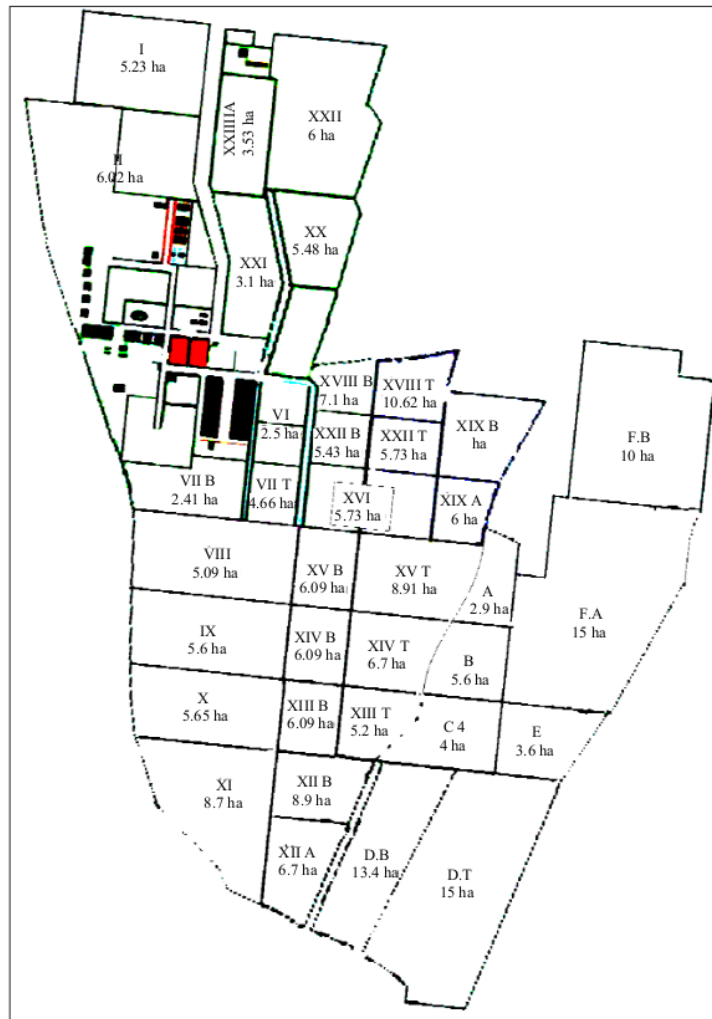 I
5.23 ha
XXIIIA
3.53 ha
XXII
6 ha
II
6.02 ha
XX
5.48 ha
XXI
3.1 ha
XVIII B
7.1 ha
XVIII T
10.62 ha
VI
2.5 ha
XXII B
5.43 ha
XXII T
5.73 ha
XIX B
ha
F.B
10 ha
VII B
2.41 ha
VII T
4.66 ha
XVI
5.73 ha
XIX A
6 ha
VIII
5.09 ha
XV B
6.09 ha
XV T
8.91 ha
A
2.9 ha
F.A
15 ha
IX
5.6 ha
XIV B
6.09 ha
XIV T
6.7 ha
B
5.6 ha
X
5.65 ha
XIII B
6.09 ha
XIII T
5.2 ha
C 4
4 ha
E
3.6 ha
XI
8.7 ha
XII B
8.9 ha
XII A
6.7 ha
D.B
13.4 ha
D.T
15 ha